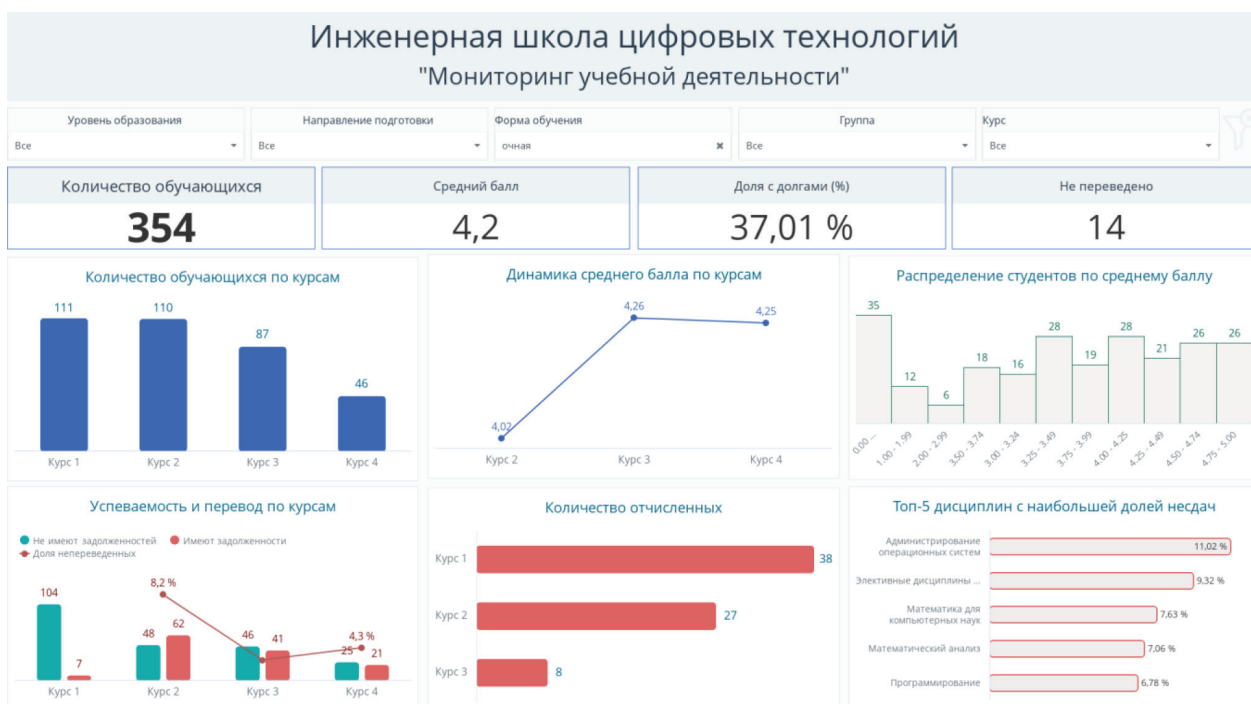 Инженерная школа цифровых технологий
"Мониторинг учебной деятельности"
Уровень образования
Направление подготовки
Форма обучения
Группа
Курс
Все
Все
очная
Все
Все
Количество обучающихся
354
Средний балл
4,2
Доля с долгами (%)
37,01 %
Не переведено
14
Количество обучающихся по курсам
111
110
87
46
Курс 1
Курс 2
Курс 3
Курс 4
Динамика среднего балла по курсам
4,02
4,26
4,25
Курс 2
Курс 3
Курс 4
Распределение студентов по среднему баллу
35
12
6
18
16
28
19
28
21
26
26
0.00 ...
1.00 - 1.99
2.00 - 2.99
3.50 - 3.74
3.00 - 3.24
3.25 - 3.49
3.75 - 3.99
4.00 - 4.25
4.25 - 4.49
4.50 - 4.74
4.75 - 5.00
Успеваемость и перевод по курсам
Не имеют задолженностей
Имеют задолженности
Доля непереведенных
104
7
48
62
8,2 %
46
41
25
21
4,3 %
Курс 1
Курс 2
Курс 3
Курс 4
Количество отчисленных
Курс 1
38
Курс 2
27
Курс 3
8
Топ-5 дисциплин с наибольшей долей несдач
Администрирование
операционных систем
11,02 %
Элективные дисциплины ...
9,32 %
Математика для
компьютерных наук
7,63 %
Математический анализ
7,06 %
Программирование
6,78 %